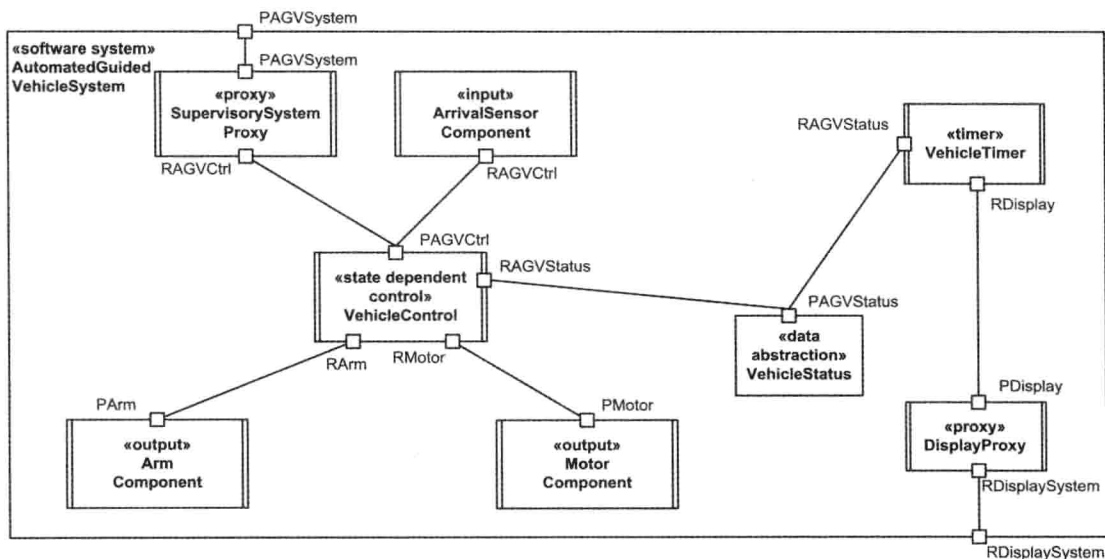 PAGVSystem
«software system»
AutomatedGuided
VehicleSystem
PAGVSystem
«proxy»
SupervisorySystem
Proxy
RAGVCtrl
«input»
ArrivalSensor
Component
RAGVCtrl
RAGVStatus
«timer»
VehicleTimer
RDisplay
PAGVCtrl
«state dependent
control»
VehicleControl
RAGVStatus
RArm
RMotor
PAGVStatus
«data
abstraction»
VehicleStatus
PArm
«output»
Arm
Component
PMotor
«output»
Motor
Component
PDisplay
«proxy»
DisplayProxy
RDisplaySystem
RDisplaySystem